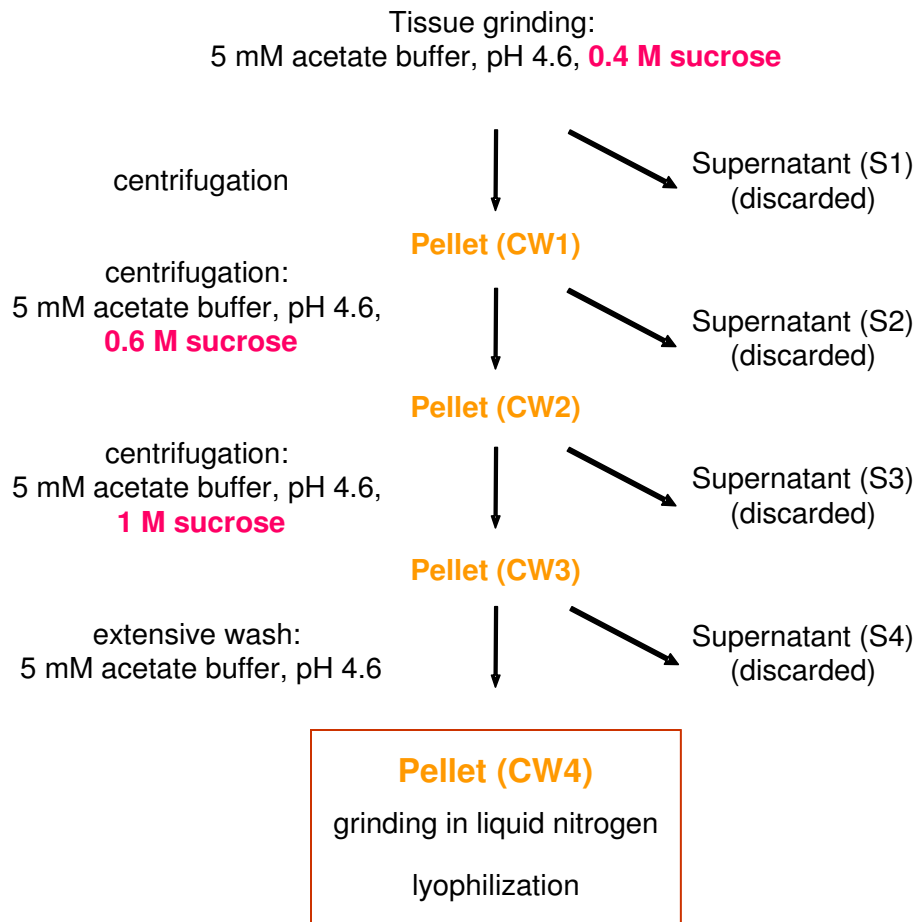 Tissue grinding:
5 mM acetate buffer, pH 4.6, 0.4 M sucrose
centrifugation
Supernatant (S1)
(discarded)
Pellet (CW1)
centrifugation:
5 mM acetate buffer, pH 4.6,
0.6 M sucrose
Supernatant (S2)
(discarded)
Pellet (CW2)
centrifugation:
5 mM acetate buffer, pH 4.6,
1 M sucrose
Supernatant (S3)
(discarded)
Pellet (CW3)
extensive wash:
5 mM acetate buffer, pH 4.6
Supernatant (S4)
(discarded)
Pellet (CW4)
grinding in liquid nitrogen
lyophilization